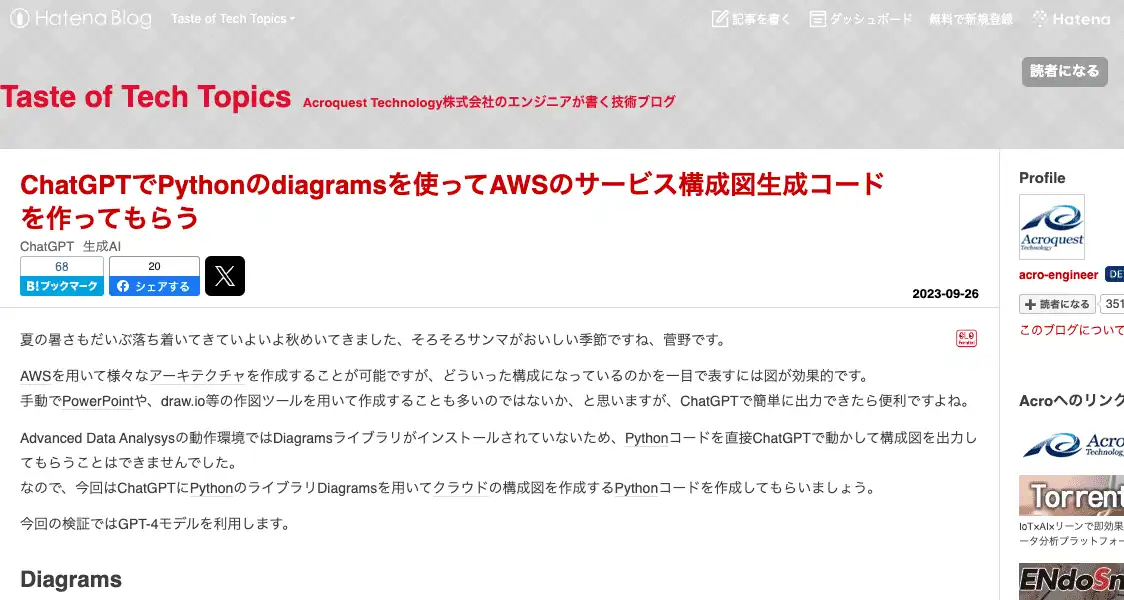 Hatena Blog Taste of Tech Topics 記事を書く ダッシュボード 無料で新規登録 Hatena
読者になる
Taste of Tech Topics Acroquest Technology株式会社のエンジニアが書く技術ブログ
ChatGPTでPythonのdiagramsを使ってAWSのサービス構成図生成コード
を作ってもらう
ChatGPT 生成AI
68 20
B!ブックマーク シェアする
2023-09-26
夏の暑さもだいぶ落ち着いてきていよいよ秋めいてきました、そろそろサンマがおいしい季節ですね、菅野です。
AWSを用いて様々なアーキテクチャを作成することが可能ですが、どういった構成になっているのかを一目で表すには図が効果的です。
手動でPowerPointや、draw.io等の作図ツールを用いて作成することも多いのではないか、と思いますが、ChatGPTで簡単に出力できたら便利ですよね。
Advanced Data Analysysの動作環境ではDiagramsライブラリがインストールされていないため、Pythonコードを直接ChatGPTで動かして構成図を出力し
てもらうことはできませんでした。
なので、今回はChatGPTにPythonのライブラリDiagramsを用いてクラウドの構成図を作成するPythonコードを作成してもらいましょう。
今回の検証ではGPT-4モデルを利用します。
Diagrams
Profile
Acroquest
Technology
acro-engineer DE
読者になる 351
このブログについて
Acroへのリンク
Acro
Technolog
Torrent
IoT×AI×リーンで即効果
ータ分析プラットフォー
ENdoSn